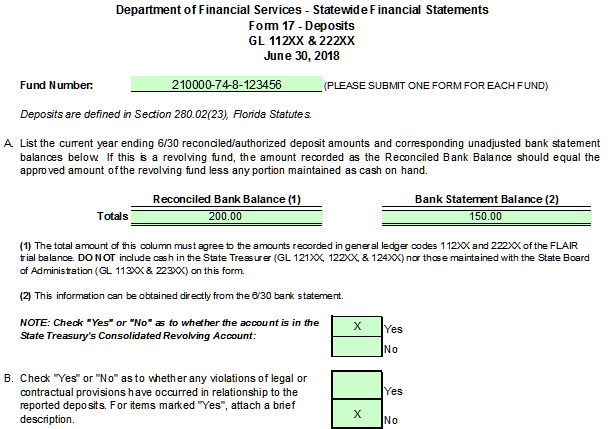 Department of Financial Services - Statewide Financial Statements
Form 17 - Deposits
GL 112XX & 222XX
June 30, 2018
Fund Number: 210000-74-8-123456 (PLEASE SUBMIT ONE FORM FOR EACH FUND)
Deposits are defined in Section 280.02(23), Florida Statutes.
A. List the current year ending 6/30 reconciled/authorized deposit amounts and corresponding unadjusted bank statement
balances below. If this is a revolving fund, the amount recorded as the Reconciled Bank Balance should equal the
approved amount of the revolving fund less any portion maintained as cash on hand.
Reconciled Bank Balance (1) Bank Statement Balance (2)
Totals 200.00 150.00
(1) The total amount of this column must agree to the amounts recorded in general ledger codes 112XX and 222XX of the FLAIR
trial balance. DO NOT include cash in the State Treasurer (GL 121XX, 122XX, & 124XX) nor those maintained with the State Board
of Administration (GL 113XX & 223XX) on this form.
(2) This information can be obtained directly from the 6/30 bank statement.
NOTE: Check "Yes" or "No" as to whether the account is in the
State Treasury's Consolidated Revolving Account:
X Yes
No
B. Check "Yes" or "No" as to whether any violations of legal or
contractual provisions have occurred in relationship to the
reported deposits. For items marked "Yes", attach a brief
description.
Yes
X No